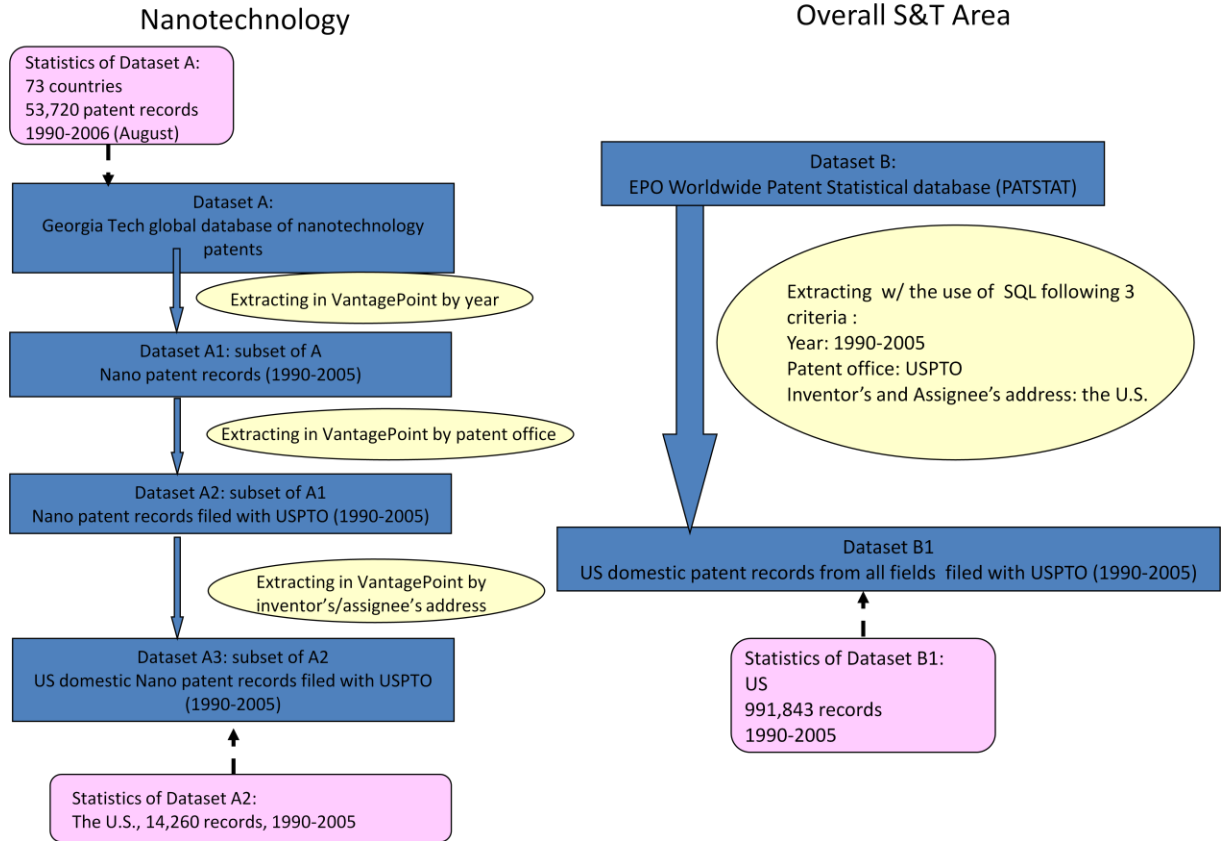 Nanotechnology
Statistics of Dataset A:
73 countries
53,720 patent records
1990-2006 (August)
Dataset A:
Georgia Tech global database of nanotechnology
patents
Extracting in VantagePoint by year
Dataset A1: subset of A
Nano patent records (1990-2005)
Extracting in VantagePoint by patent office
Dataset A2: subset of A1
Nano patent records filed with USPTO (1990-2005)
Extracting in VantagePoint by
inventor's/assignee's address
Dataset A3: subset of A2
US domestic Nano patent records filed with USPTO
(1990-2005)
Statistics of Dataset A2:
The U.S., 14,260 records, 1990-2005
Overall S&T Area
Dataset B:
EPO Worldwide Patent Statistical database (PATSTAT)
Extracting w/ the use of SQL following 3
criteria :
Year: 1990-2005
Patent office: USPTO
Inventor's and Assignee's address: the U.S.
Dataset B1
US domestic patent records from all fields filed with USPTO (1990-2005)
Statistics of Dataset B1:
US
991,843 records
1990-2005